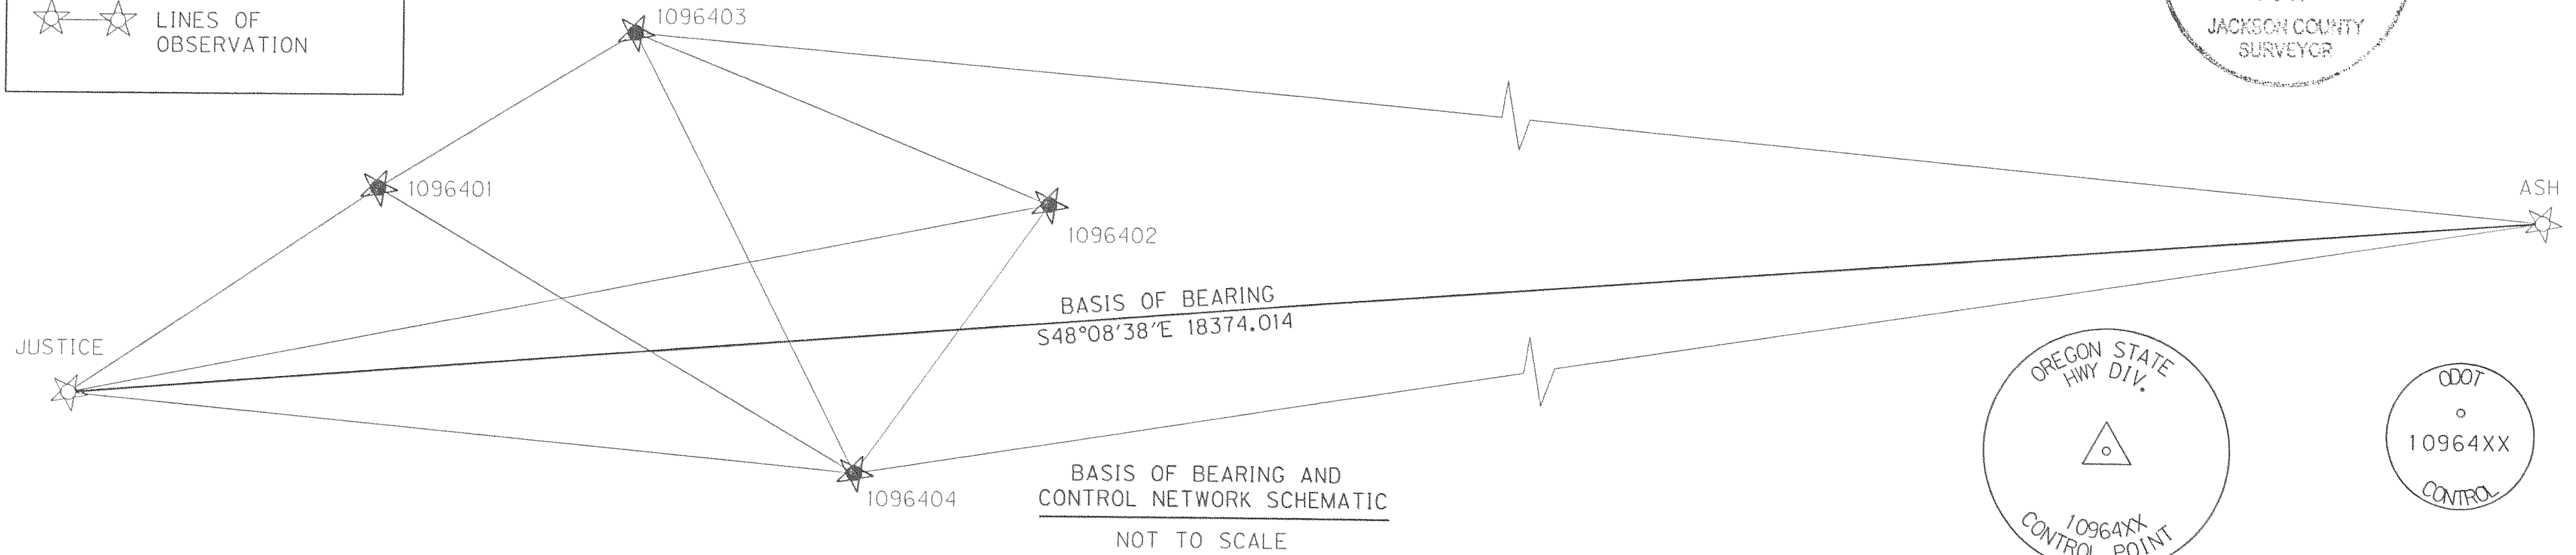 LINES OF
OBSERVATION
1096403
JACKSON COUNTY
SURVEYOR
1096401
ASH
1096402
BASIS OF BEARING
S48°08'38"E 18374.014
JUSTICE
OREGON STATE
HWY DIV.
10964XX
CONTROL POINT
ODOT
10964XX
CONTROL
1096404
BASIS OF BEARING AND
CONTROL NETWORK SCHEMATIC
NOT TO SCALE